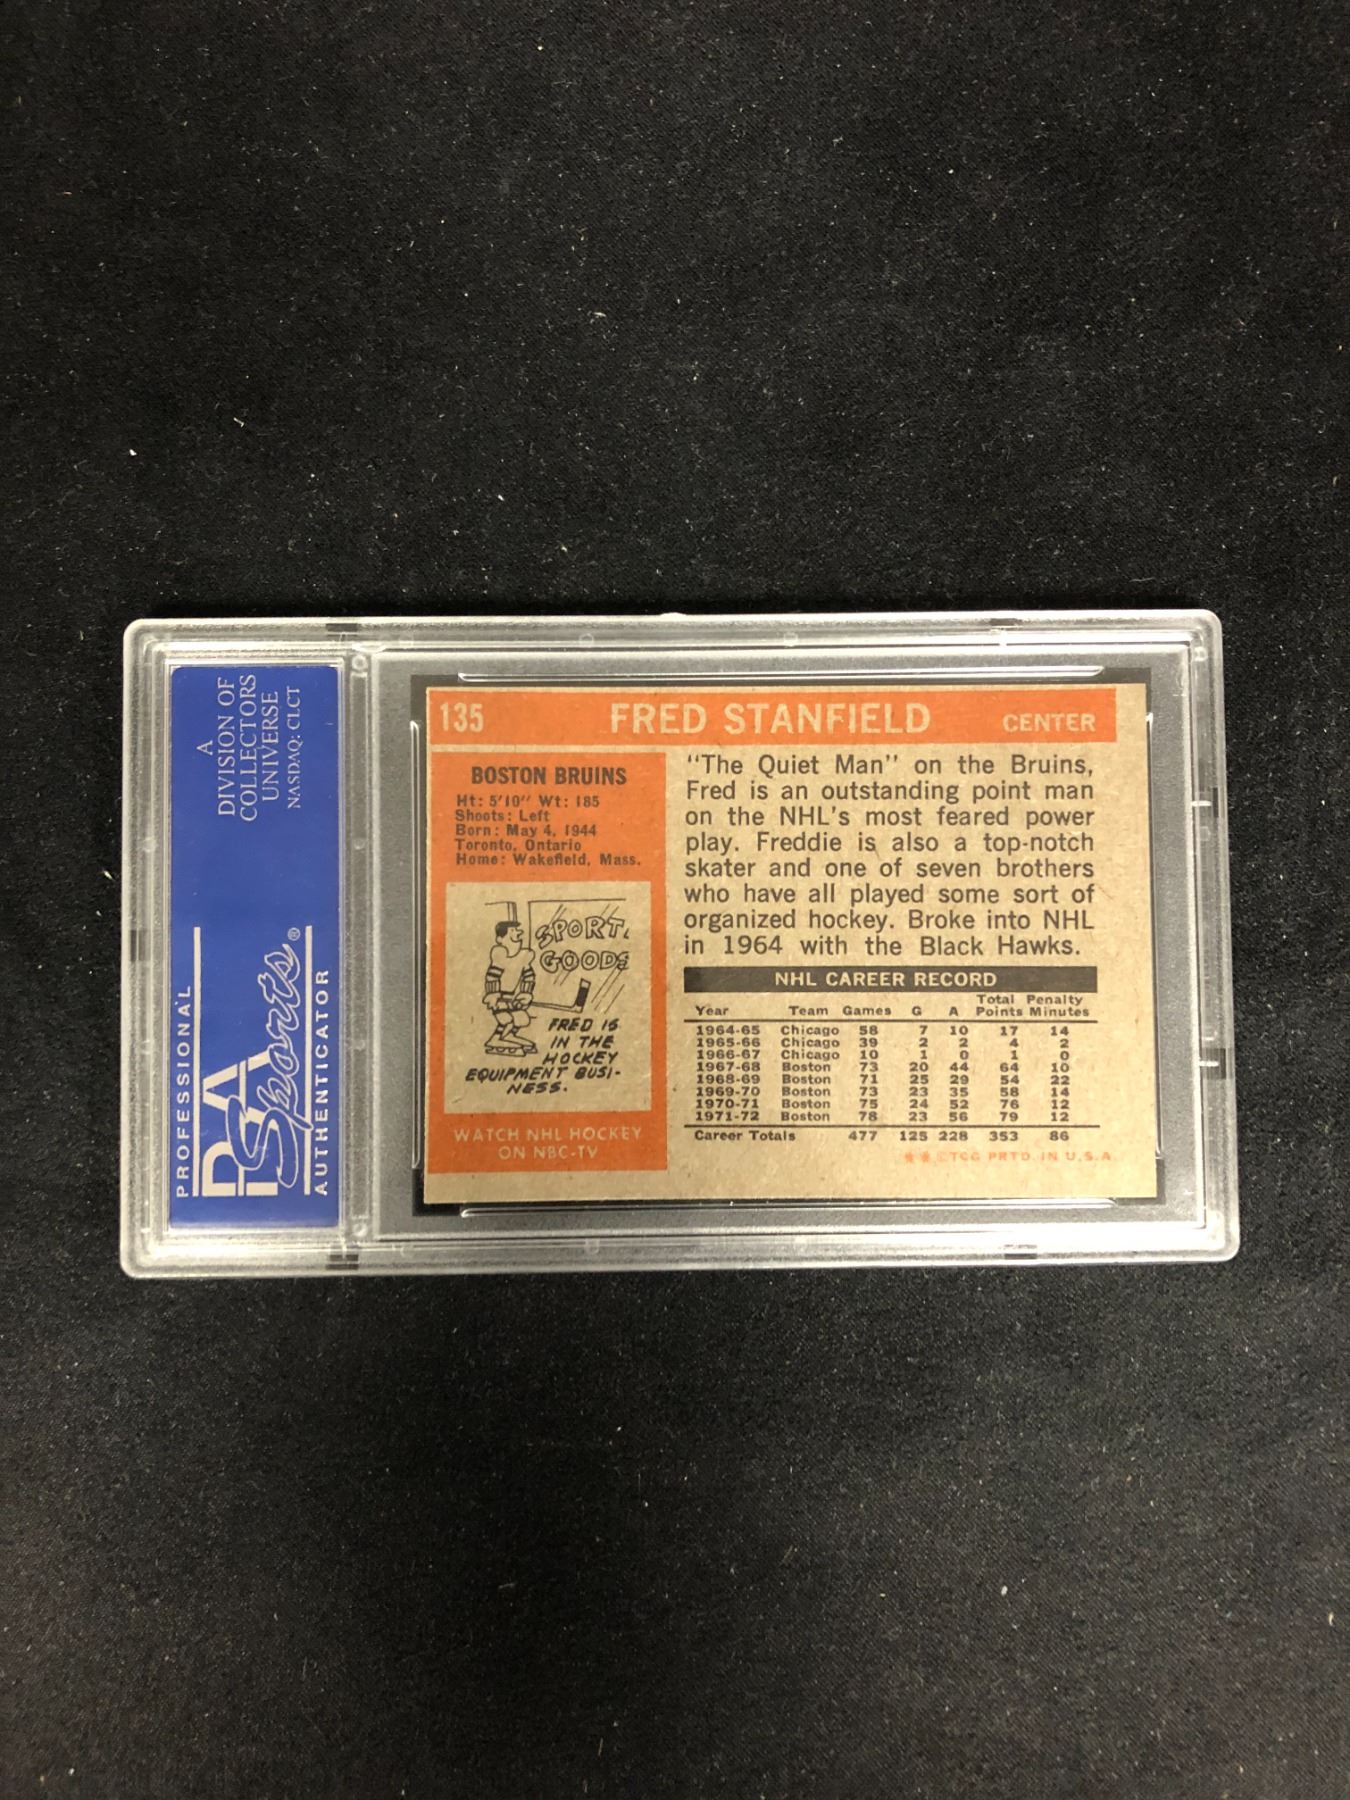 A
DIVISION OF
COLLECTORS
UNIVERSE
NASDAQ: CLCT
PROFESSIONAL
PSA
Sports®
AUTHENTICATOR
135 FRED STANFIELD CENTER
BOSTON BRUINS
Ht: 5'10" Wt: 185
Shoots: Left
Born: May 4, 1944
Toronto, Ontario
Home: Wakefield, Mass.
SPORT
GOODS
FRED IS
IN THE
HOCKEY
EQUIPMENT BUSI-
NESS.
WATCH NHL HOCKEY
ON NBC-TV
"The Quiet Man" on the Bruins,
Fred is an outstanding point man
on the NHL's most feared power
play. Freddie is also a top-notch
skater and one of seven brothers
who have all played some sort of
organized hockey. Broke into NHL
in 1964 with the Black Hawks.
NHL CAREER RECORD
Year Team Games G A Total Points Penalty Minutes
1964-65 Chicago 58 7 10 17 14
1965-66 Chicago 39 2 2 4 2
1966-67 Chicago 10 1 0 1 0
1967-68 Boston 73 20 44 64 10
1968-69 Boston 71 25 29 54 22
1969-70 Boston 73 23 35 58 14
1970-71 Boston 75 24 52 76 12
1971-72 Boston 78 23 56 79 12
Career Totals 477 125 228 353 86
★ ★ © TCG PRTD. IN U.S.A.